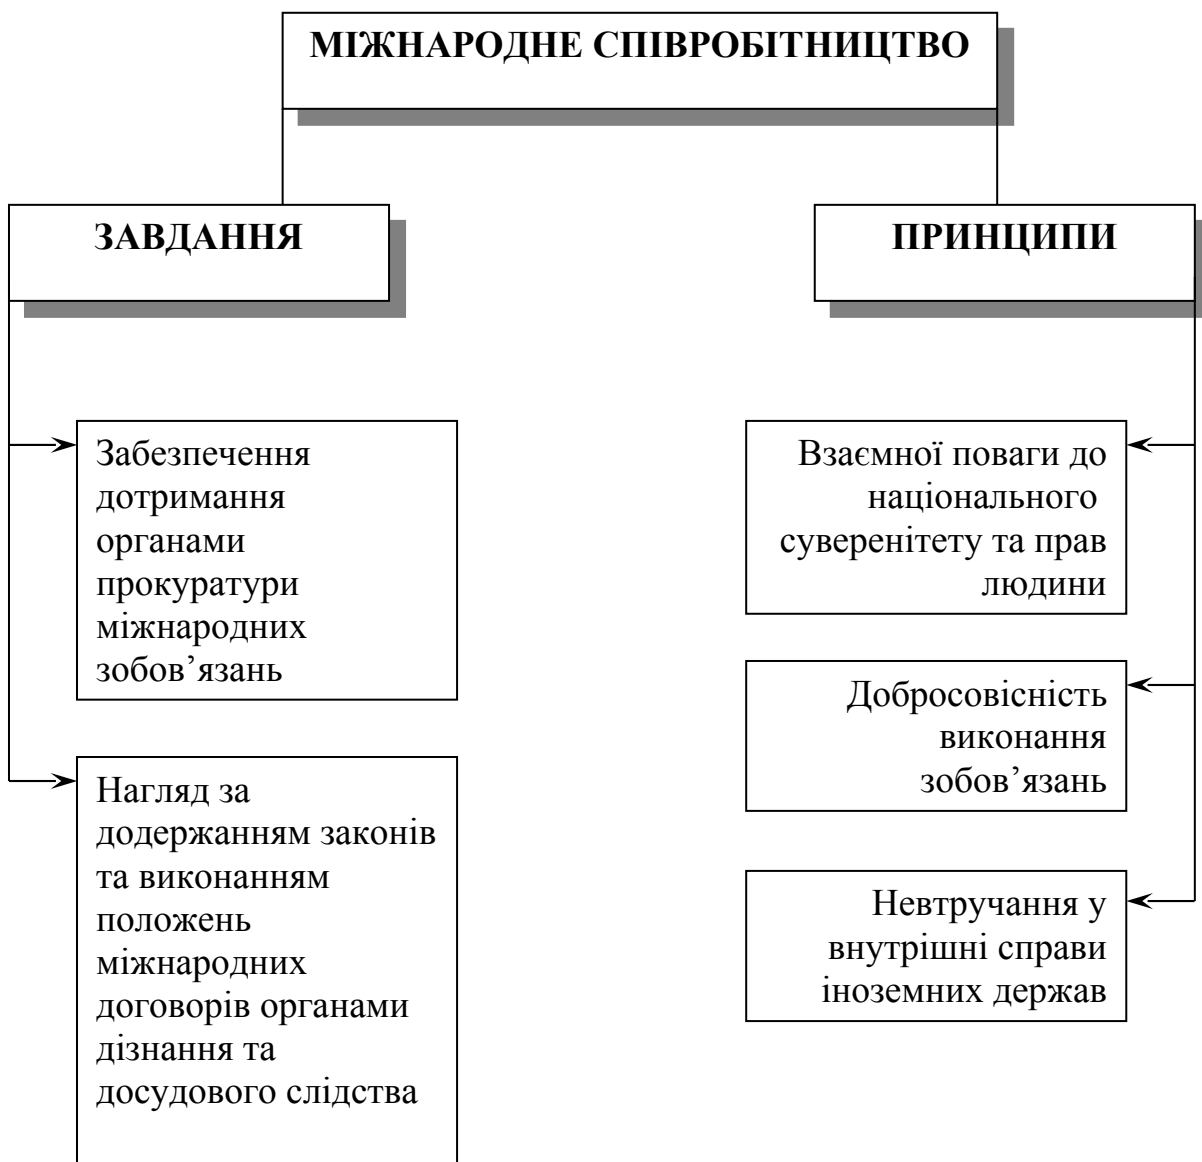 МІЖНАРОДНЕ СПІВРОБІТНИЦТВО
ЗАВДАННЯ
ПРИНЦИПИ
Забезпечення
дотримання
органами
прокуратури
міжнародних
зобов’язань
Нагляд за
додержанням законів
та виконанням
положень
міжнародних
договорів органами
дізнання та
досудового слідства
Взаємної поваги до
національного
суверенітету та прав
людини
Добросовісність
виконання
зобов’язань
Невтручання у
внутрішні справи
іноземних держав